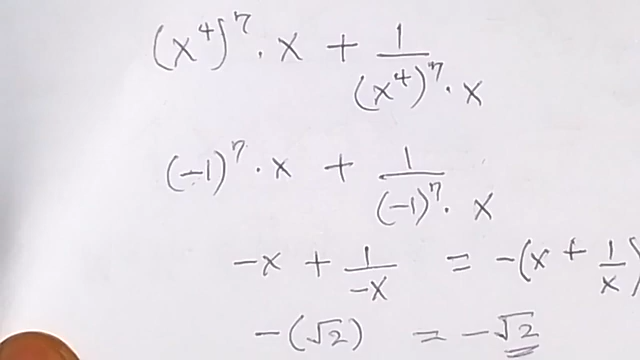 (x⁴)⁷ · x + 1/((x⁴)⁷ · x)
(-1)⁷ · x + 1/((-1)⁷ · x)
-x + 1/(-x) = -(x + 1/x)
-(√2) = -√2